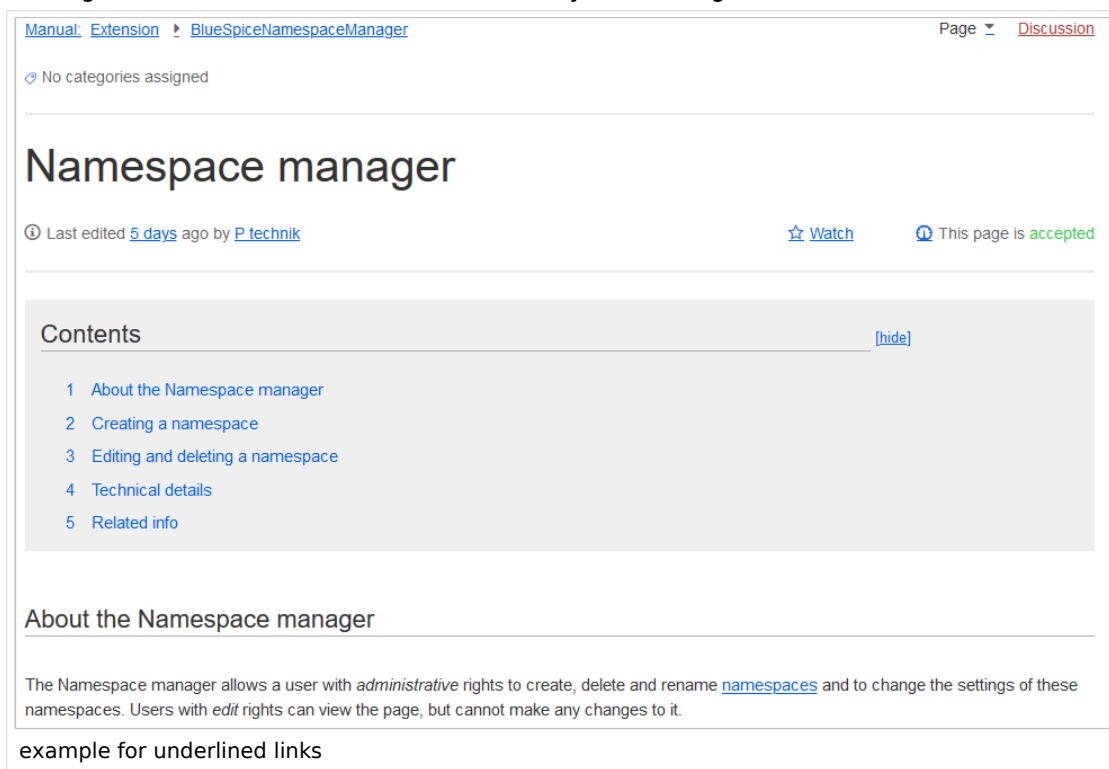 Manual: Extension BlueSpiceNamespaceManager Page Discussion
No categories assigned
Namespace manager
Last edited 5 days ago by P technik Watch This page is accepted
Contents [hide]
1 About the Namespace manager
2 Creating a namespace
3 Editing and deleting a namespace
4 Technical details
5 Related info
About the Namespace manager
The Namespace manager allows a user with administrative rights to create, delete and rename namespaces and to change the settings of these
namespaces. Users with edit rights can view the page, but cannot make any changes to it.
example for underlined links